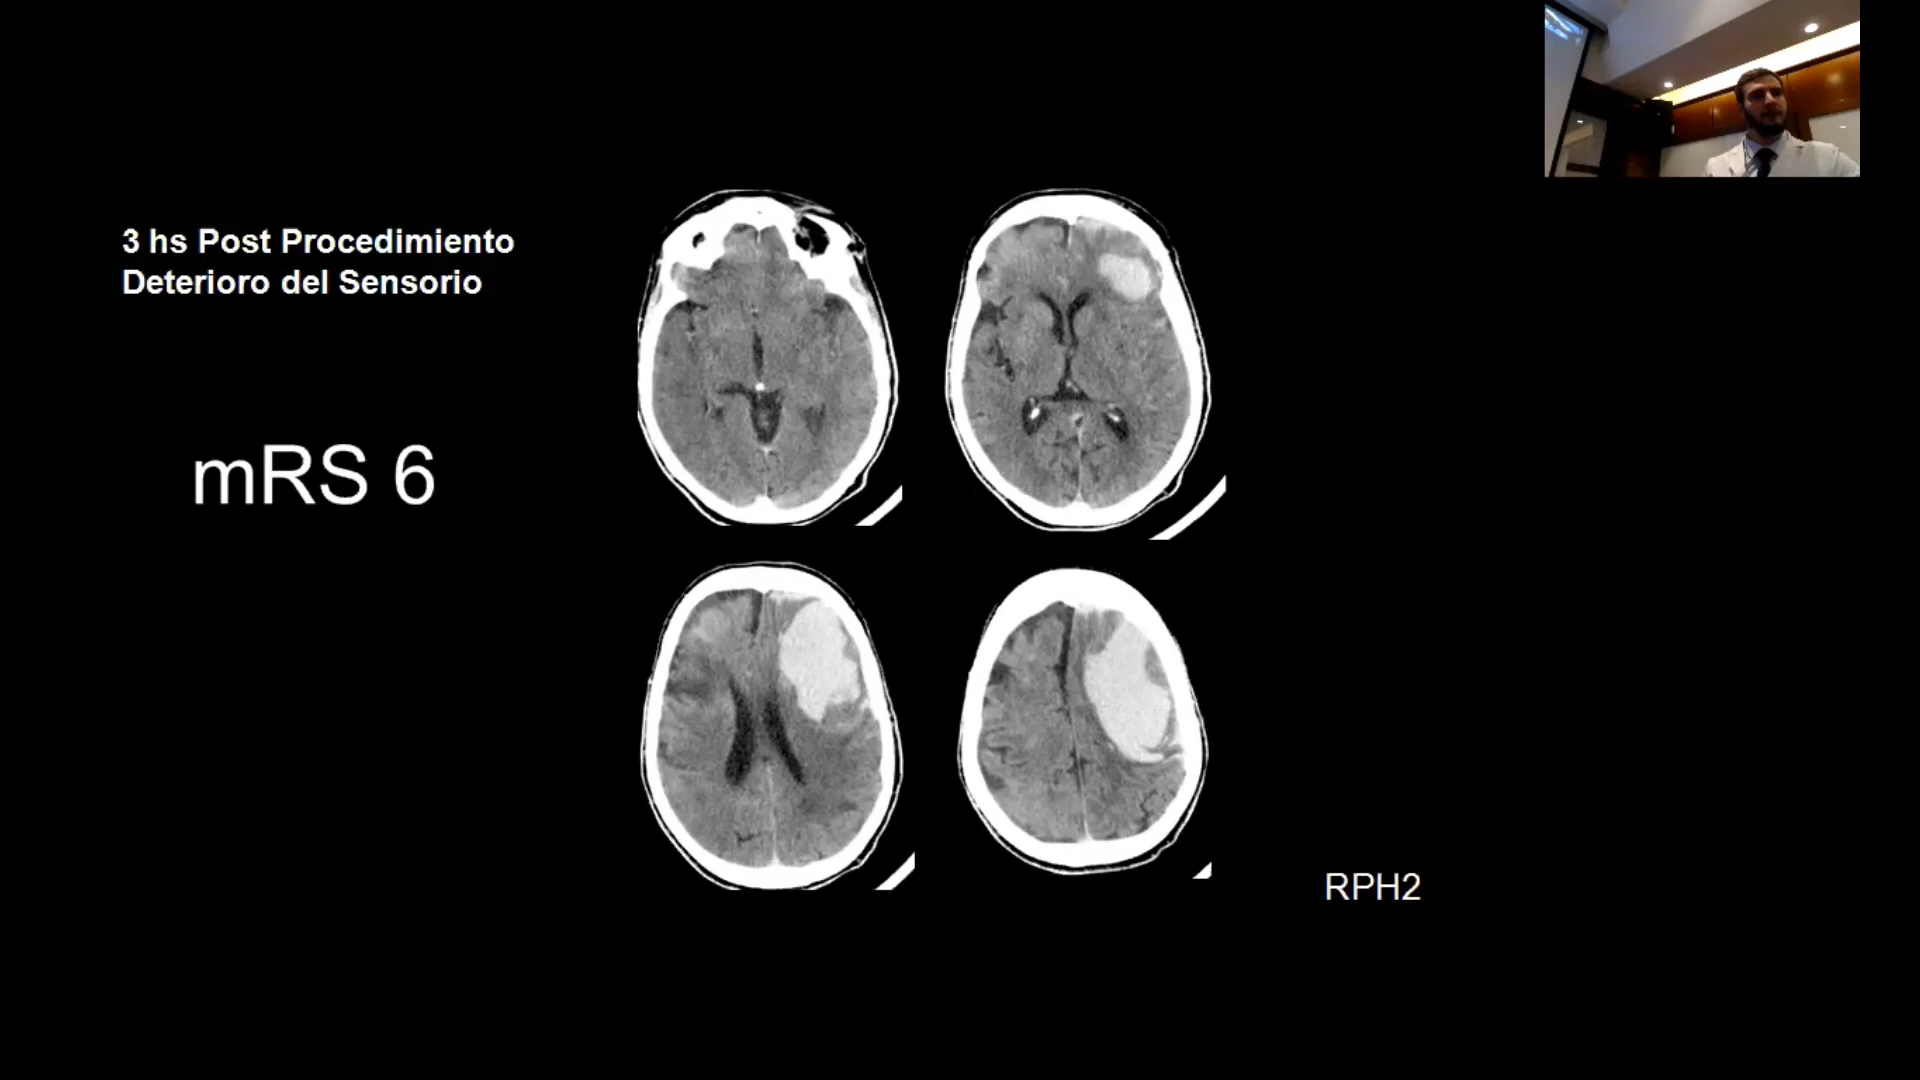 3 hs Post Procedimiento
Deterioro del Sensorio
mRS 6
RPH2